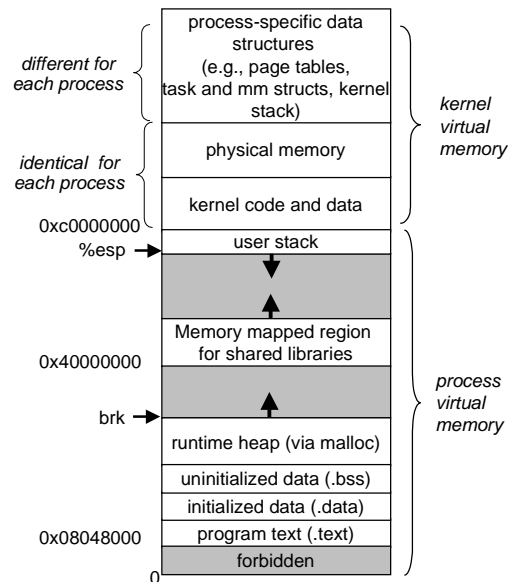 process-specific data
structures
(e.g., page tables,
task and mm structs, kernel
stack)
different for
each process
kernel
virtual
memory
physical memory
identical for
each process
kernel code and data
0xc0000000
user stack
%esp
Memory mapped region
for shared libraries
0x40000000
process
virtual
memory
brk
runtime heap (via malloc)
uninitialized data (.bss)
initialized data (.data)
program text (.text)
0x08048000
forbidden
0